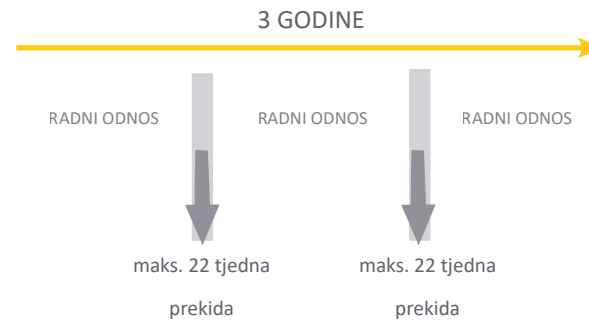 3 GODINE
RADNI ODNOS RADNI ODNOS RADNI ODNOS
maks. 22 tjedna maks. 22 tjedna
prekida prekida